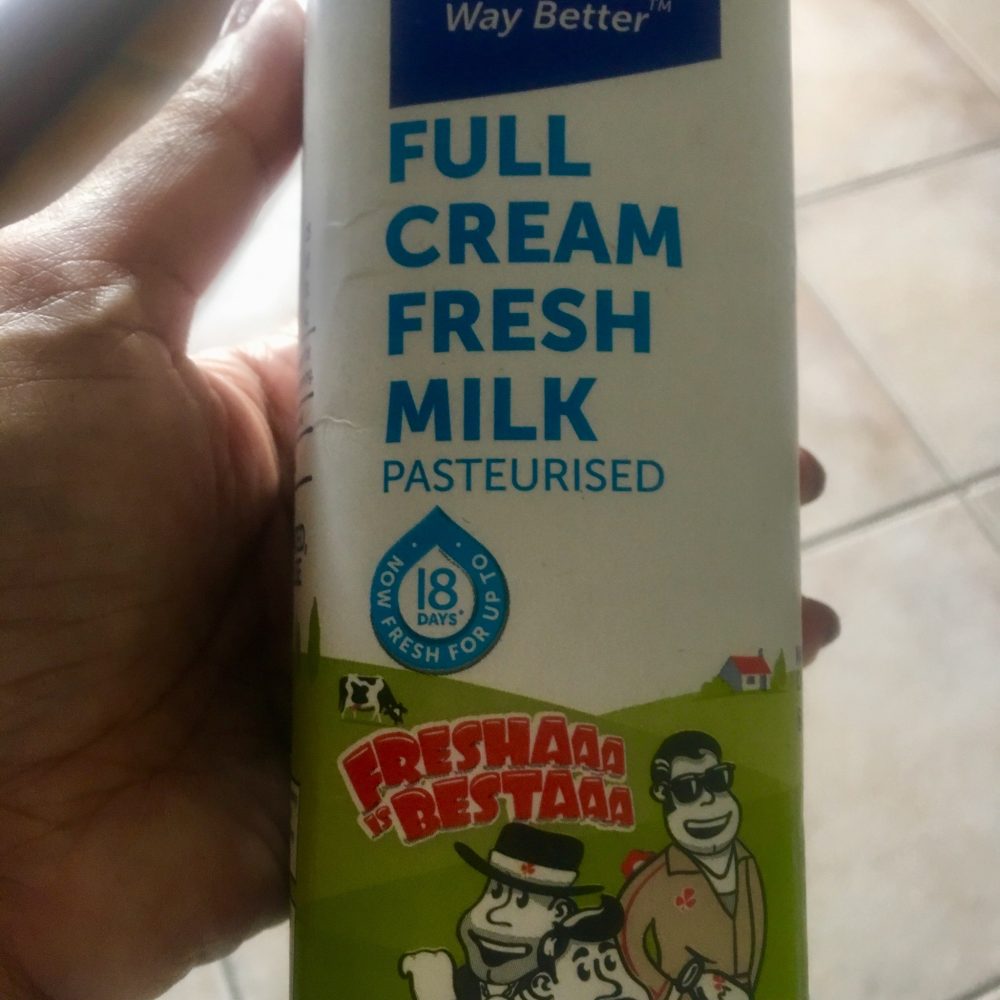 Way Better™
FULL
CREAM
FRESH
MILK
PASTEURISED
NOW FRESH FOR UP TO
18
DAYS*
FRESHAAA
IS BESTAAA